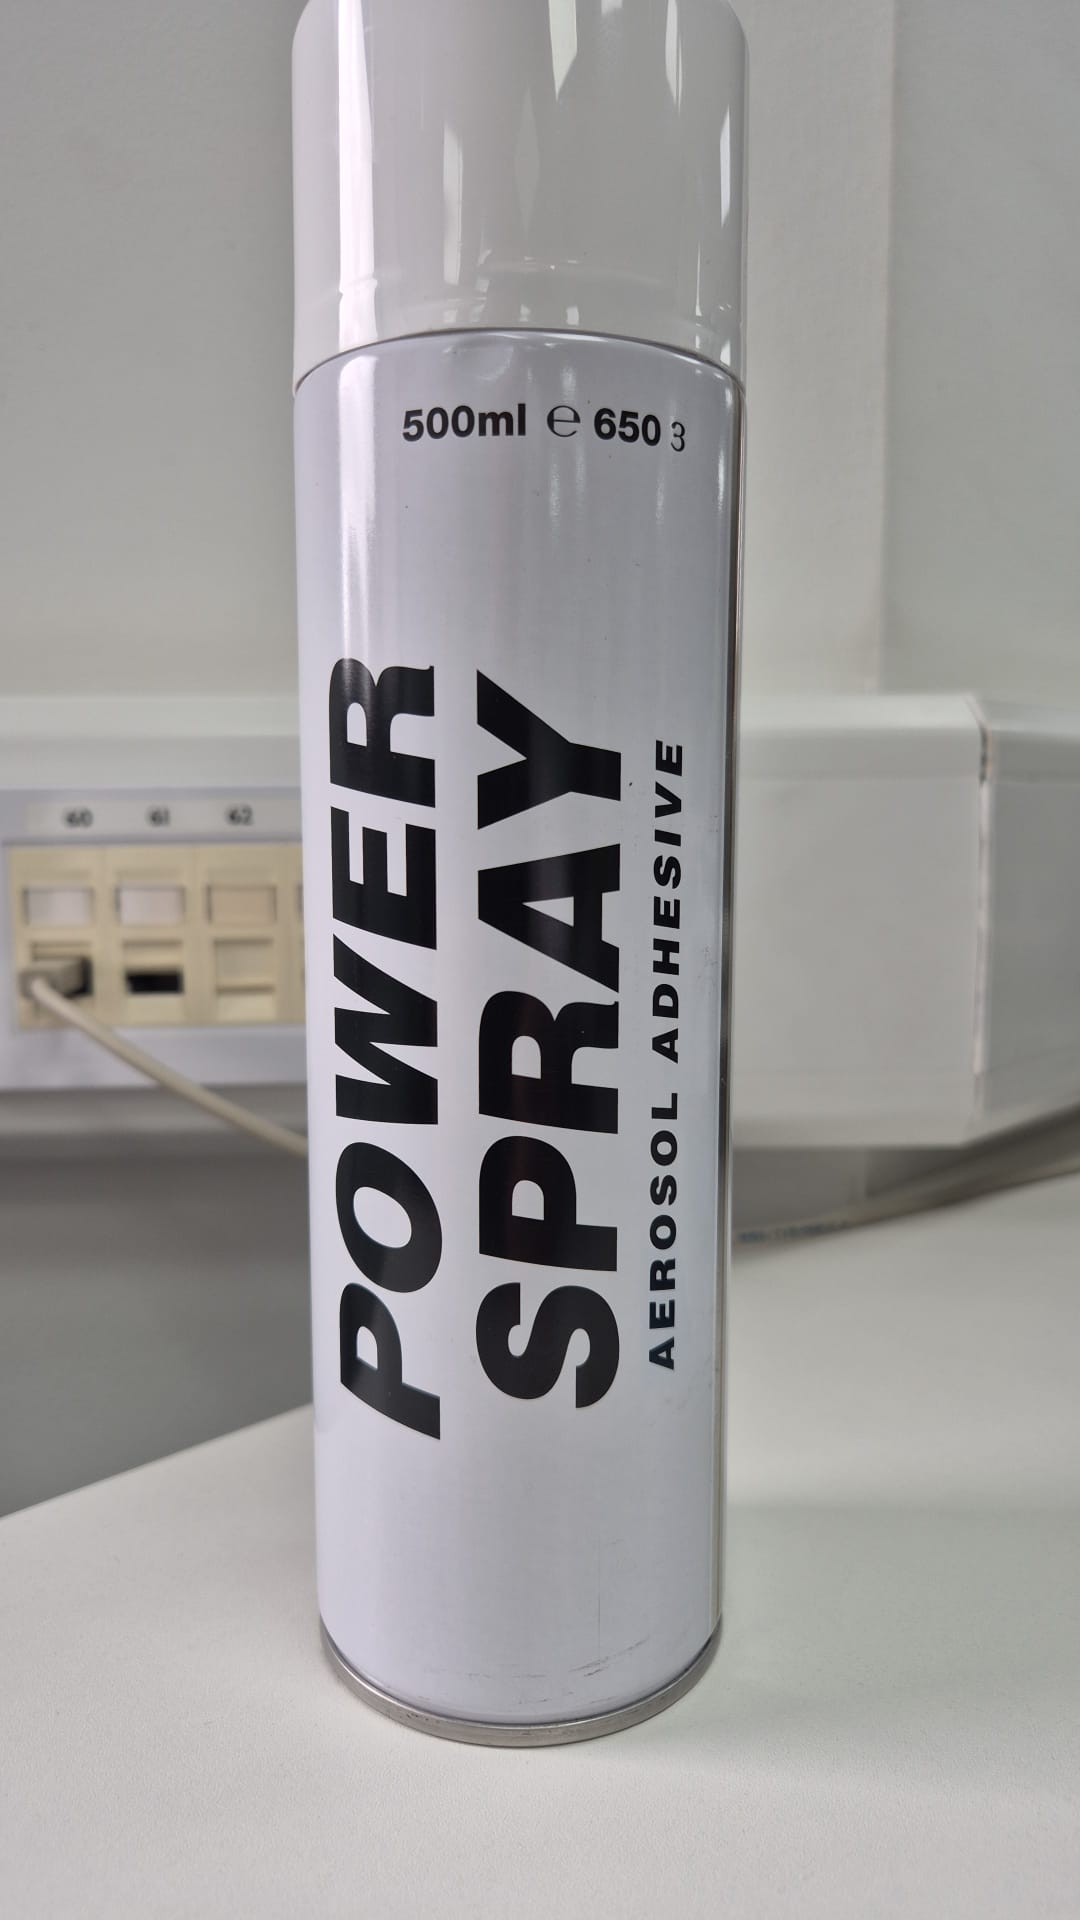 500ml ℮ 650 3
POWER
SPRAY
AEROSOL ADHESIVE
60 61 62